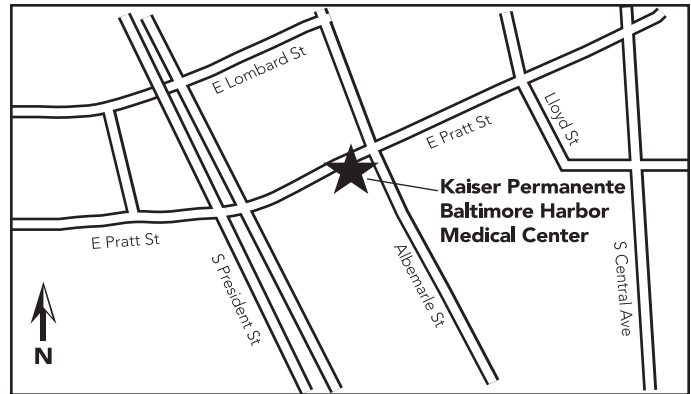 E Lombard St
Lloyd St
E Pratt St
Kaiser Permanente
Baltimore Harbor
Medical Center
E Pratt St
S President St
Albemarle St
S Central Ave
N